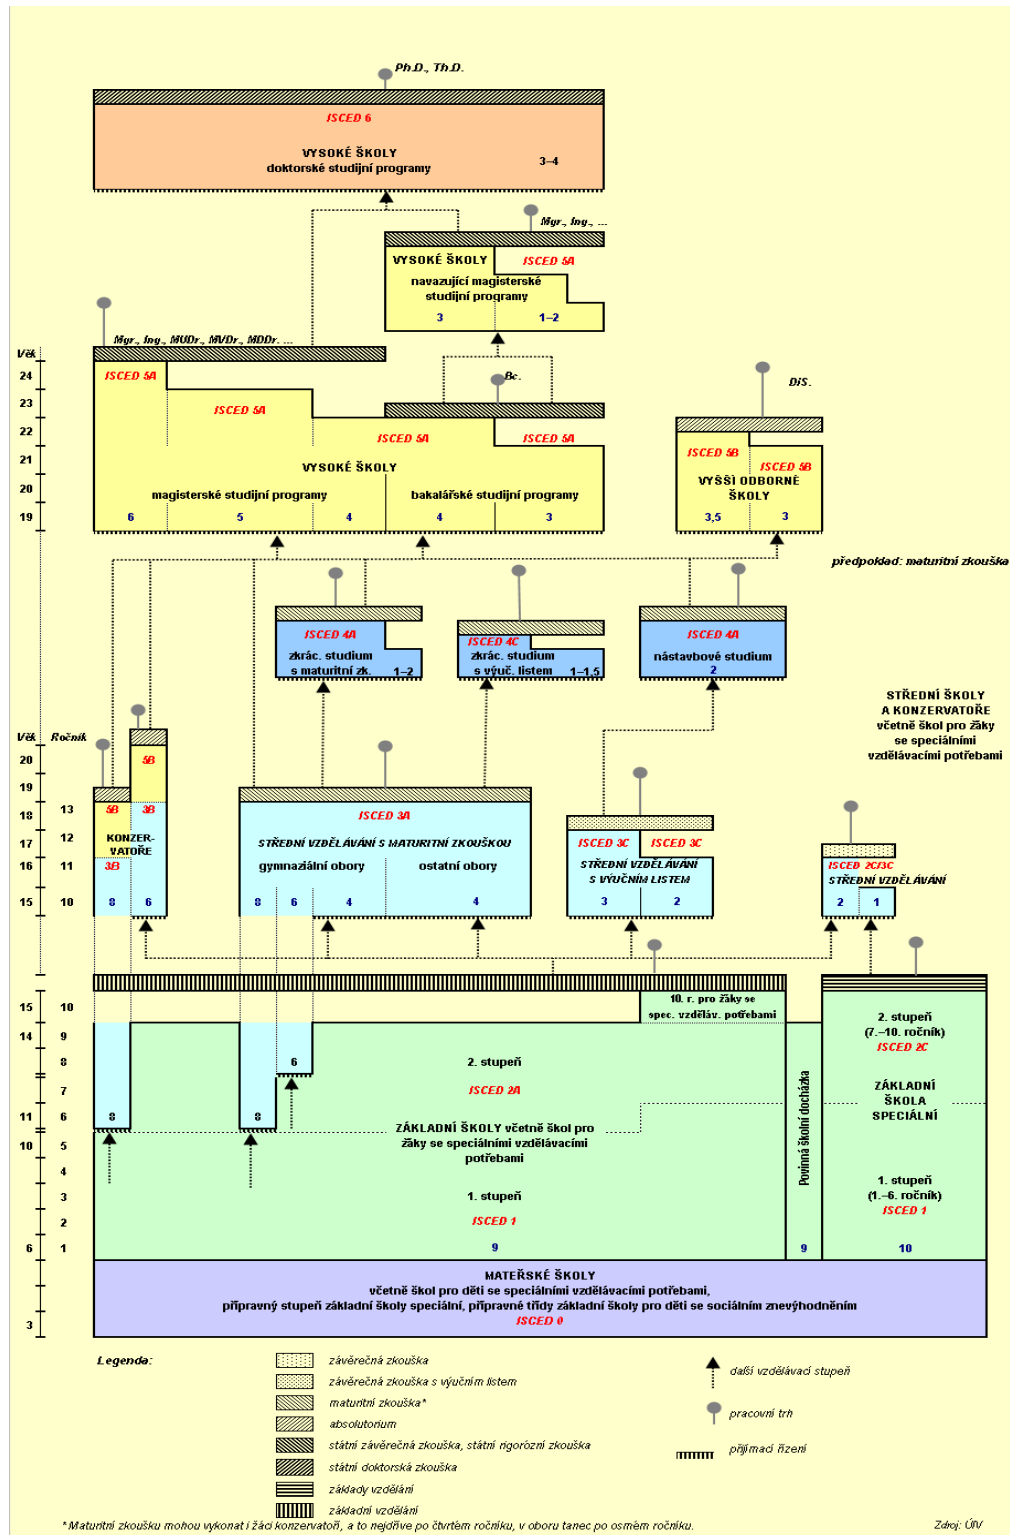 Ph.D., Th.D.
ISCED 6
VYSOKÉ ŠKOLY
doktorské studijní programy
3–4
Mgr., Ing., ...
VYSOKÉ ŠKOLY
ISCED 5A
navazující magisterské
studijní programy
3
1–2
Mgr., Ing., MUDr., MVDr., MDDr. ...
Věk
24
23
22
21
20
19
ISCED 5A
ISCED 5A
ISCED 5A
Bc.
ISCED 5A
VYSOKÉ ŠKOLY
magisterské studijní programy
bakalářské studijní programy
6
5
4
4
3
DiS.
ISCED 5B
ISCED 5B
VYŠŠÍ ODBORNÉ
ŠKOLY
3,5
3
předpoklad: maturitní zkouška
ISCED 4A
zkrác. studium
s maturitní zk.
1–2
ISCED 4C
zkrác. studium
s výuč. listem
1–1,5
ISCED 4A
nástavbové studium
2
STŘEDNÍ ŠKOLY
A KONZERVATOŘE
včetně škol pro žáky
se speciálními
vzdělávacími potřebami
Věk
Ročník
20
19
18
13
17
12
16
11
15
10
5B
5B
3B
KONZER-
VATOŘE
3B
8
6
ISCED 3A
STŘEDNÍ VZDĚLÁVÁNÍ S MATURITNÍ ZKOUŠKOU
gymnaziální obory
ostatní obory
8
6
4
4
ISCED 3C
ISCED 3C
STŘEDNÍ VZDĚLÁVÁNÍ
S VÝUČNÍM LISTEM
3
2
ISCED 2C/3C
STŘEDNÍ VZDĚLÁVÁNÍ
2
1
15
10
14
9
8
7
11
6
10
5
4
3
2
6
1
3
10. r. pro žáky se
spec. vzděláv. potřebami
8
8
6
2. stupeň
ISCED 2A
ZÁKLADNÍ ŠKOLY včetně škol pro
žáky se speciálními vzdělávacími
potřebami
1. stupeň
ISCED 1
9
Povinná školní docházka
9
2. stupeň
(7.–10. ročník)
ISCED 2C
ZÁKLADNÍ
ŠKOLA
SPECIÁLNÍ
1. stupeň
(1.–6. ročník)
ISCED 1
10
MATEŘSKÉ ŠKOLY
včetně škol pro děti se speciálními vzdělávacími potřebami,
přípravný stupeň základní školy speciální, přípravné třídy základní školy pro děti se sociálním znevýhodněním
ISCED 0
Legenda:
závěrečná zkouška
závěrečná zkouška s výučním listem
maturitní zkouška*
absolutorium
státní závěrečná zkouška, státní rigorózní zkouška
státní doktorská zkouška
základy vzdělání
základní vzdělání
další vzdělávací stupeň
pracovní trh
přijímací řízení
* Maturitní zkoušku mohou vykonat i žáci konzervatoří, a to nejdříve po čtvrtém ročníku, v oboru tanec po osmém ročníku.
Zdroj: ÚIV